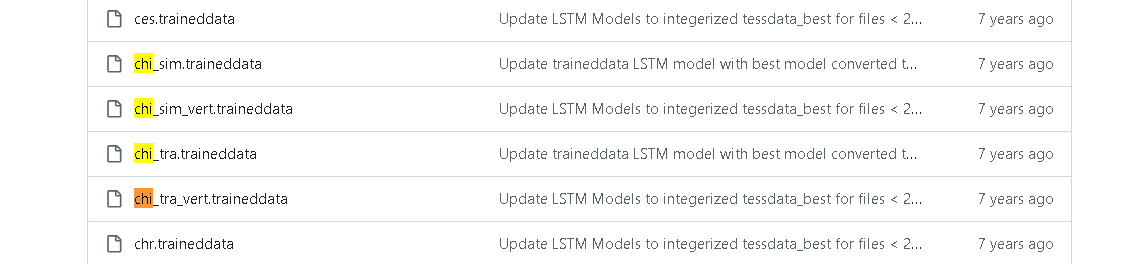 ces.traineddata Update LSTM Models to integerized tessdata_best for files < 2... 7 years ago
chi_sim.traineddata Update traineddata LSTM model with best model converted t... 7 years ago
chi_sim_vert.traineddata Update LSTM Models to integerized tessdata_best for files < 2... 7 years ago
chi_tra.traineddata Update traineddata LSTM model with best model converted t... 7 years ago
chi_tra_vert.traineddata Update LSTM Models to integerized tessdata_best for files < 2... 7 years ago
chr.traineddata Update LSTM Models to integerized tessdata_best for files < 2... 7 years ago